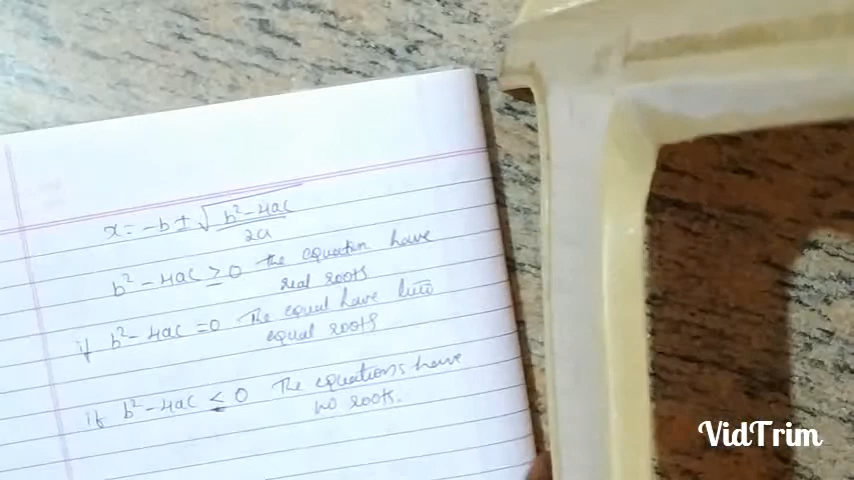 x = -b ± √ b² - 4ac
2a
b² - 4ac ≥ 0 the equation have
real roots
if b² - 4ac = 0 The equal have two
equal roots
if b² - 4ac < 0 The equations have
no roots.
VidTrim